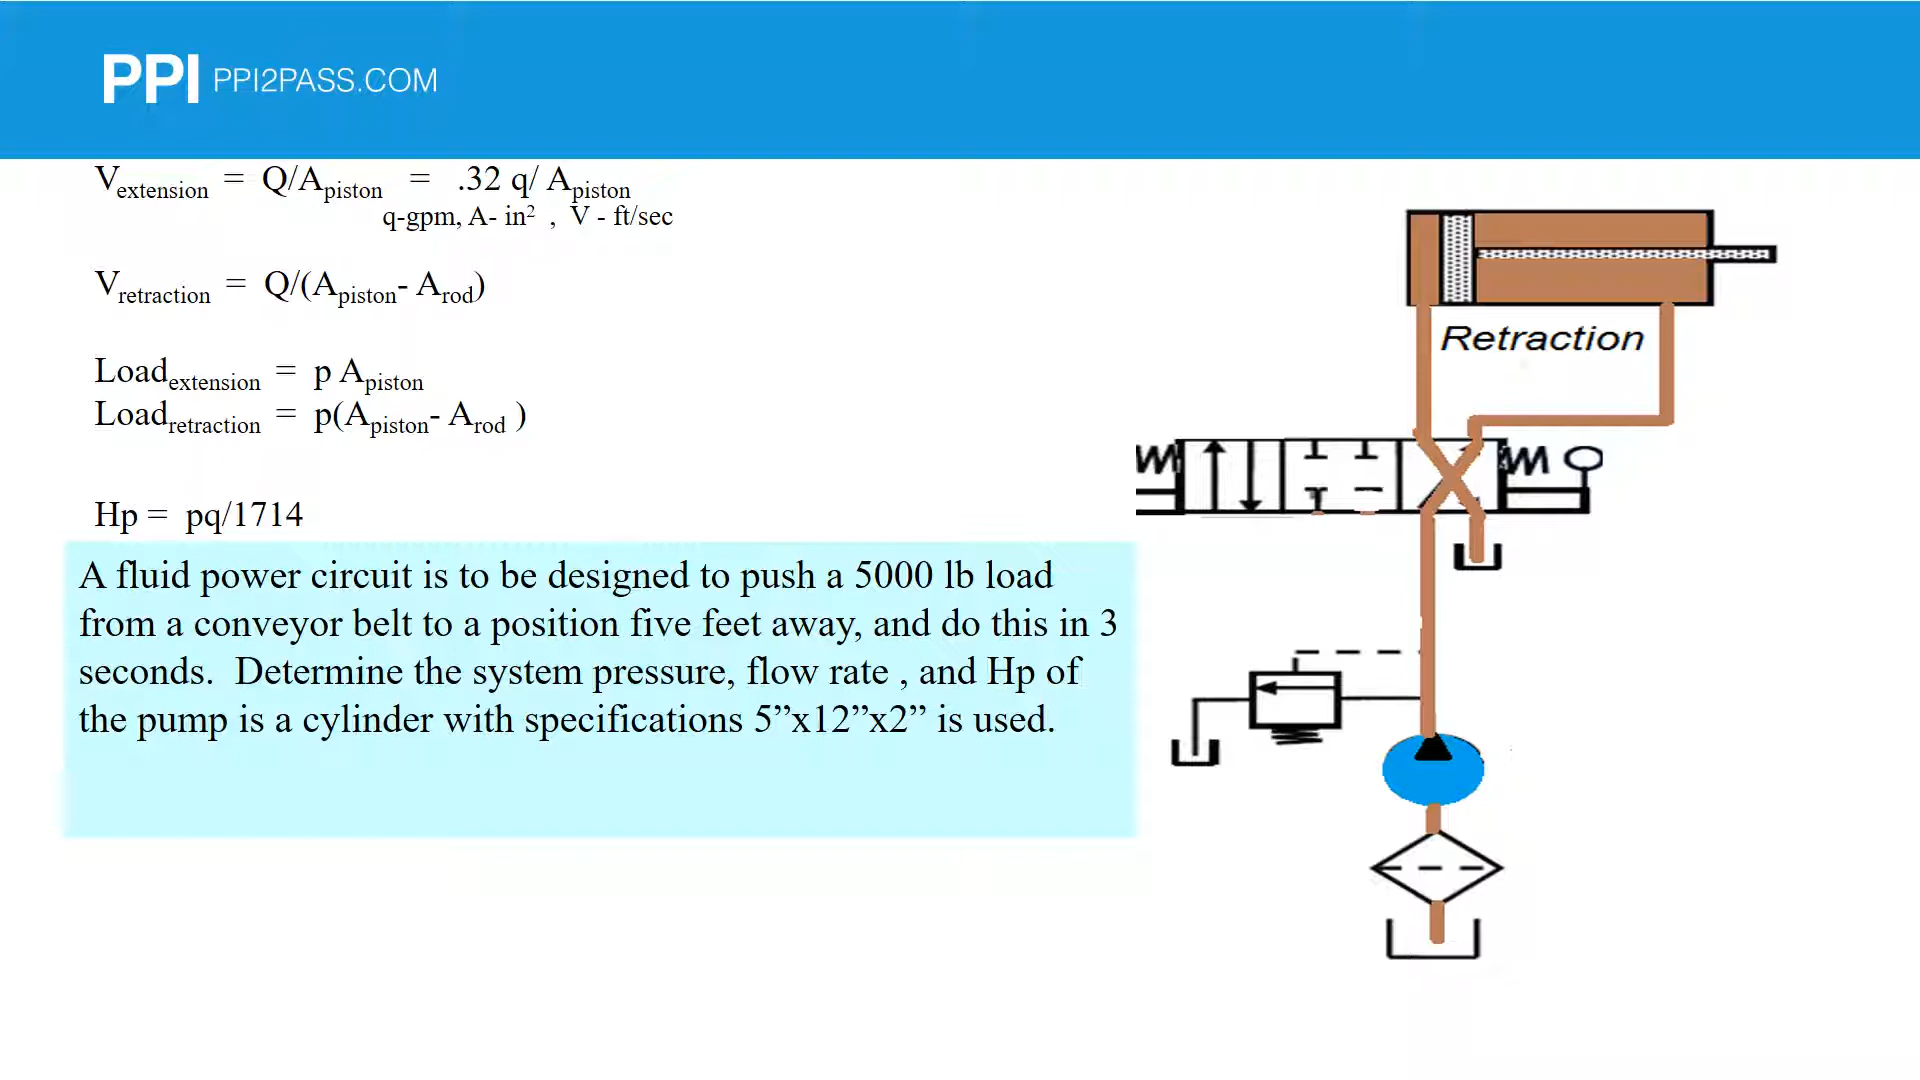 PPI PPI2PASS.COM
Vextension = Q/Apiston = .32 q/ Apiston
q-gpm, A- in² , V - ft/sec
Vretraction = Q/(Apiston- Arod)
Loadextension = p Apiston
Loadretraction = p(Apiston- Arod )
Hp = pq/1714
Retraction
A fluid power circuit is to be designed to push a 5000 lb load
from a conveyor belt to a position five feet away, and do this in 3
seconds. Determine the system pressure, flow rate , and Hp of
the pump is a cylinder with specifications 5”x12”x2” is used.